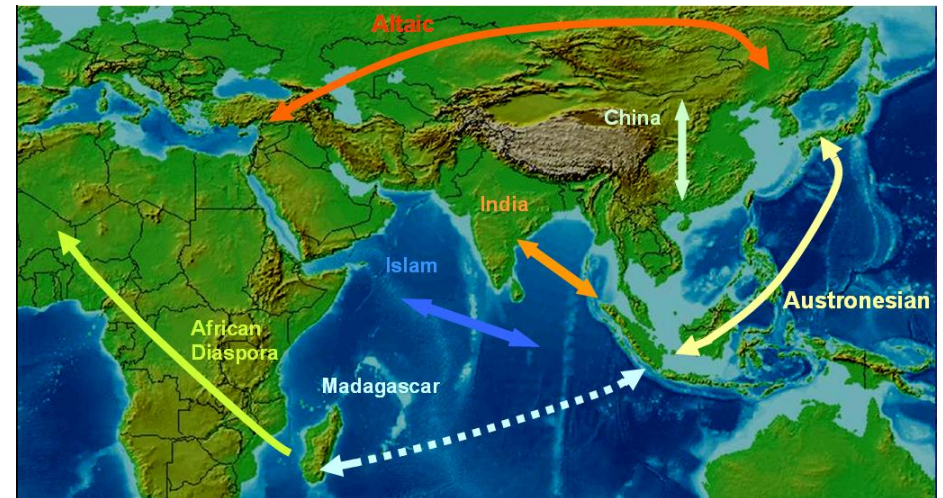 Altaic
China
India
Islam
Austronesian
African
Diaspora
Madagascar